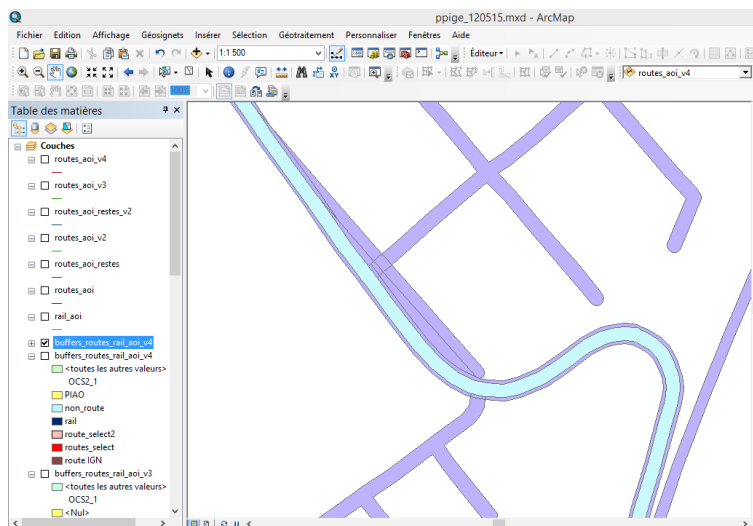 ppige_120515.mxd - ArcMap
Fichier Edition Affichage Géosignets Insérer Sélection Géotraitement Personnaliser Fenêtres Aide
1:1 500 Éditeur
routes_aoi_v4
100%
Table des matières
Couches
routes_aoi_v4
routes_aoi_v3
routes_aoi_restes_v2
routes_aoi_v2
routes_aoi_restes
routes_aoi
rail_aoi
buffers_routes_rail_aoi_v4
buffers_routes_rail_aoi_v4
<toutes les autres valeurs>
OCS2_1
PIAO
non_route
rail
route_select2
routes_select
route IGN
buffers_routes_rail_aoi_v3
<toutes les autres valeurs>
OCS2_1
<Nul>